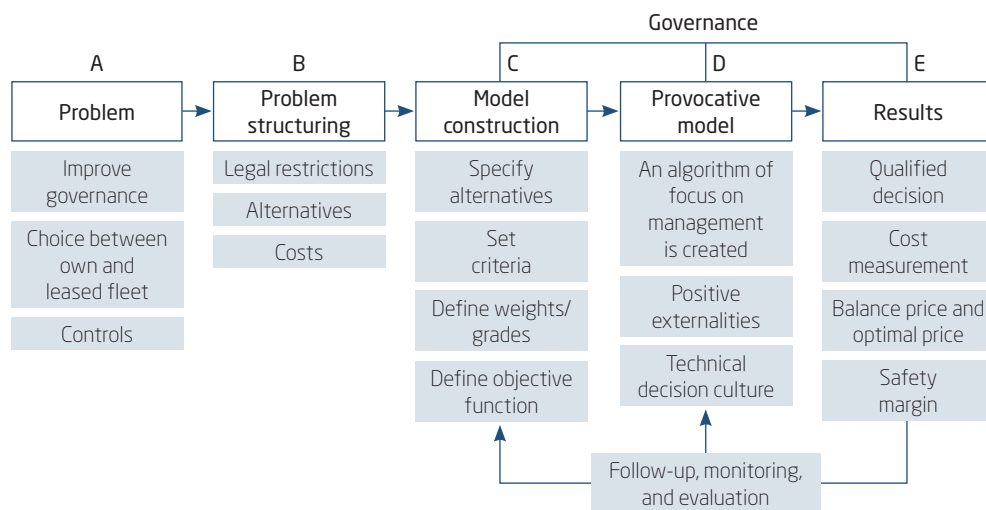 Governance
A
B
C
D
E
Problem
Problem
structuring
Model
construction
Provocative
model
Results
Improve
governance
Choice between
own and
leased fleet
Controls
Legal restrictions
Alternatives
Costs
Specify
alternatives
Set
criteria
Define weights/
grades
Define objective
function
An algorithm of
focus on
management
is created
Positive
externalities
Technical
decision culture
Qualified
decision
Cost
measurement
Balance price and
optimal price
Safety
margin
Follow-up, monitoring,
and evaluation